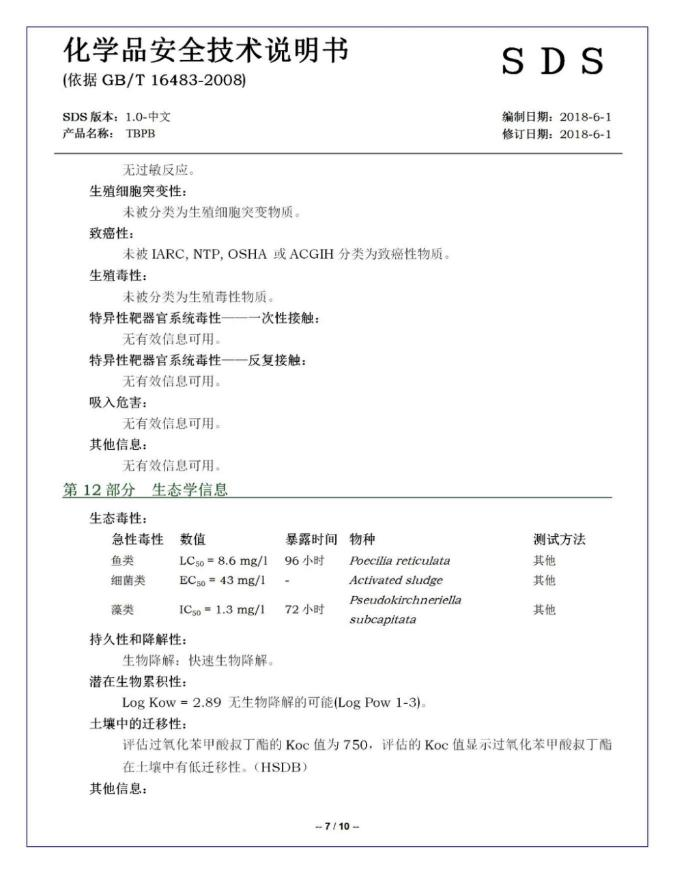 化学品安全技术说明书
SDS
(依据 GB/T 16483-2008)
SDS 版本: 1.0-中文
编制日期: 2018-6-1
产品名称: TBPB
修订日期: 2018-6-1
无过敏反应。
生殖细胞突变性:
未被分类为生殖细胞突变物质。
致癌性:
未被 IARC, NTP, OSHA 或 ACGIH 分类为致癌性物质。
生殖毒性:
未被分类为生殖毒性物质。
特异性靶器官系统毒性——一次性接触:
无有效信息可用。
特异性靶器官系统毒性——反复接触:
无有效信息可用。
吸入危害:
无有效信息可用。
其他信息:
无有效信息可用。
第 12 部分 生态学信息
生态毒性:
急性毒性 数值 暴露时间 物种 测试方法
鱼类 LC₅₀ = 8.6 mg/l 96 小时 Poecilia reticulata 其他
细菌类 EC₅₀ = 43 mg/l - Activated sludge 其他
藻类 IC₅₀ = 1.3 mg/l 72 小时 Pseudokirchneriella 其他
subcapitata
持久性和降解性:
生物降解: 快速生物降解。
潜在生物累积性:
Log Kow = 2.89 无生物降解的可能(Log Pow 1-3)。
土壤中的迁移性:
评估过氧化苯甲酸叔丁酯的 Koc 值为 750，评估的 Koc 值显示过氧化苯甲酸叔丁酯
在土壤中有低迁移性。（HSDB）
其他信息:
-- 7 / 10 --